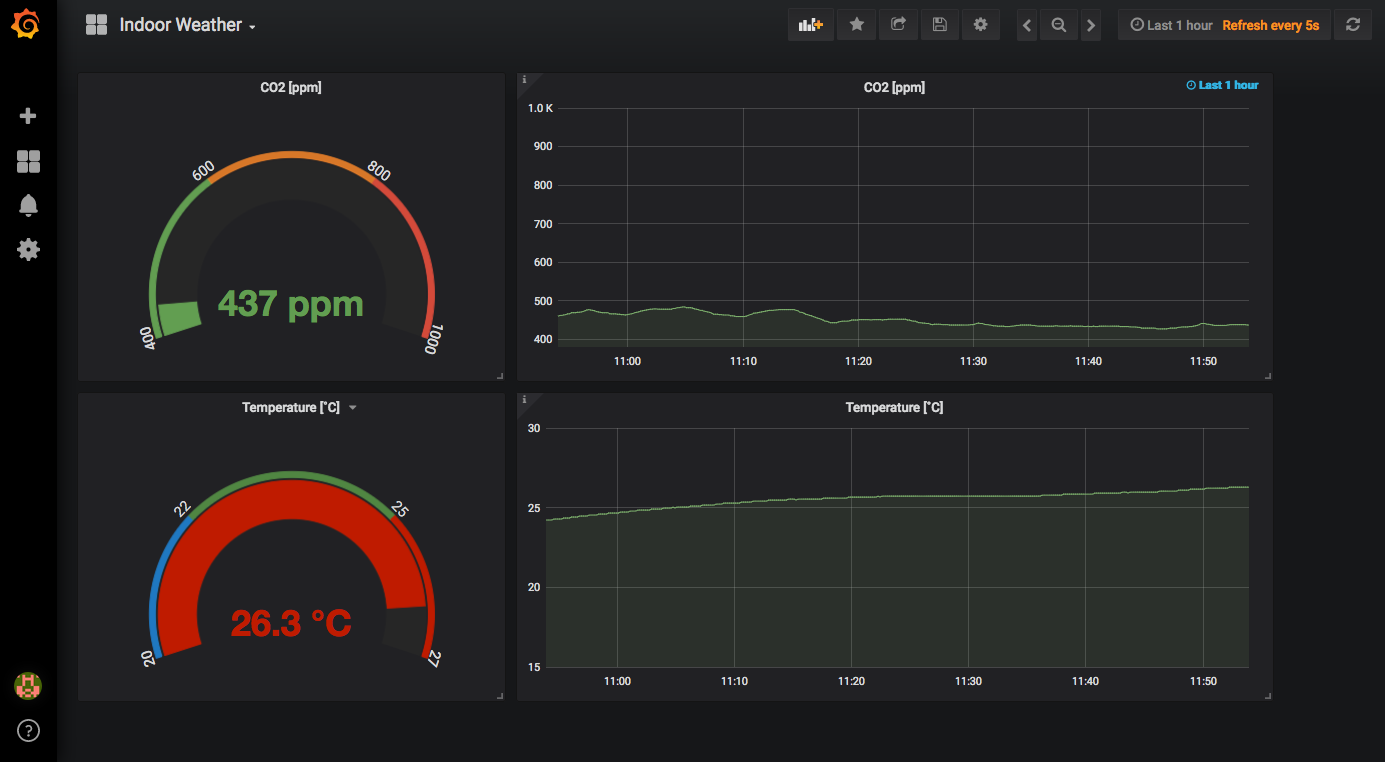 Indoor Weather
Last 1 hour Refresh every 5s
CO2 [ppm]
600
800
400
1000
437 ppm
i
CO2 [ppm]
Last 1 hour
1.0 K
900
800
700
600
500
400
11:00 11:10 11:20 11:30 11:40 11:50
Temperature [°C]
22
25
20
27
26.3 °C
i
Temperature [°C]
30
25
20
15
11:00 11:10 11:20 11:30 11:40 11:50
?